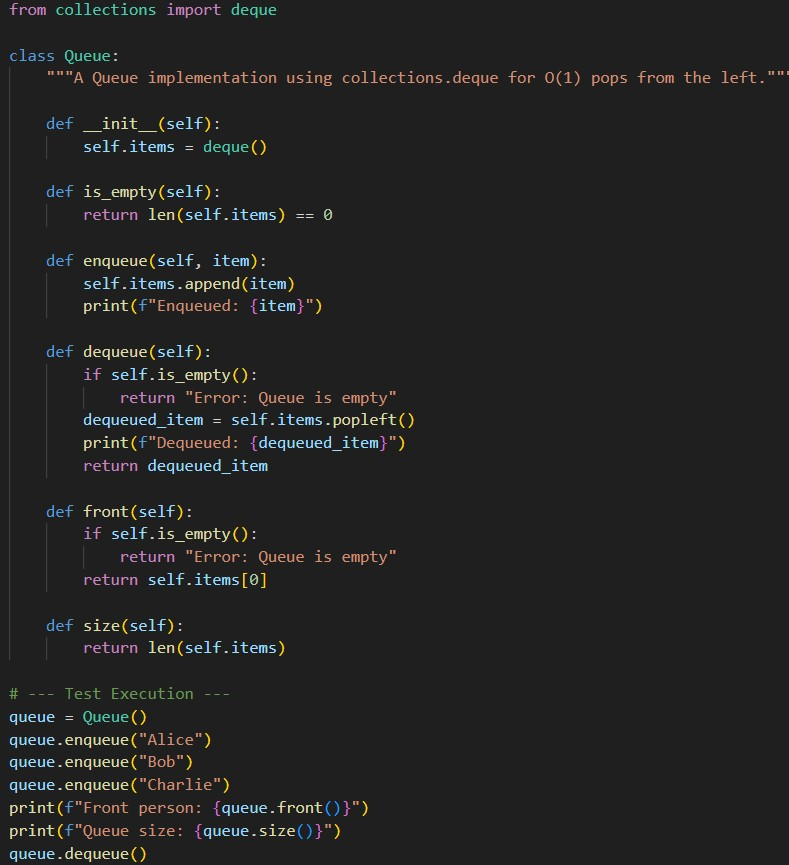 from collections import deque

class Queue:
    """A Queue implementation using collections.deque for O(1) pops from the left."""

    def __init__(self):
        self.items = deque()

    def is_empty(self):
        return len(self.items) == 0

    def enqueue(self, item):
        self.items.append(item)
        print(f"Enqueued: {item}")

    def dequeue(self):
        if self.is_empty():
            return "Error: Queue is empty"
        dequeued_item = self.items.popleft()
        print(f"Dequeued: {dequeued_item}")
        return dequeued_item

    def front(self):
        if self.is_empty():
            return "Error: Queue is empty"
        return self.items[0]

    def size(self):
        return len(self.items)

# --- Test Execution ---
queue = Queue()
queue.enqueue("Alice")
queue.enqueue("Bob")
queue.enqueue("Charlie")
print(f"Front person: {queue.front()}")
print(f"Queue size: {queue.size()}")
queue.dequeue()